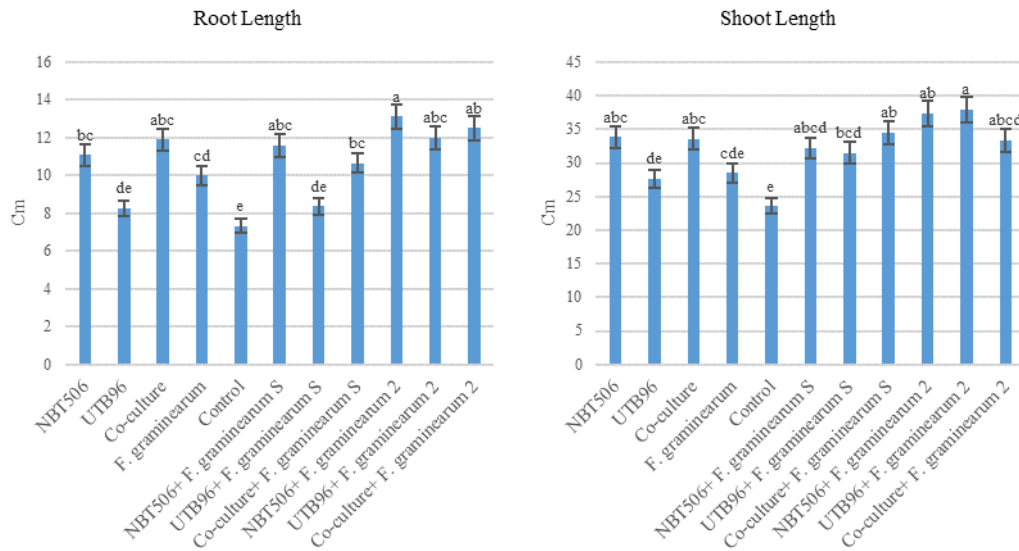 Root Length
16
14
12
10
8
6
4
2
0
Cm
bc
de
abc
cd
e
abc
de
bc
a
abc
ab
NBT506
UTB96
Co-culture
F. graminearum
Control
NBT506+ F. graminearum S
UTB96+ F. graminearum S
Co-culture+ F. graminearum S
NBT506+ F. graminearum 2
UTB96+ F. graminearum 2
Co-culture+ F. graminearum 2
Shoot Length
45
40
35
30
25
20
15
10
5
0
Cm
abc
de
abc
cde
e
abcd
bcd
ab
ab
a
abcd
NBT506
UTB96
Co-culture
F. graminearum
Control
NBT506+ F. graminearum S
UTB96+ F. graminearum S
Co-culture+ F. graminearum S
NBT506+ F. graminearum 2
UTB96+ F. graminearum 2
Co-culture+ F. graminearum 2